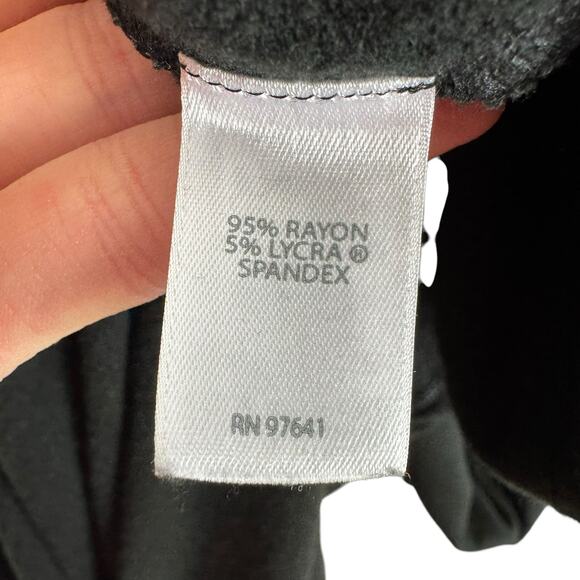 95% RAYON
5% LYCRA ®
SPANDEX
RN 97641